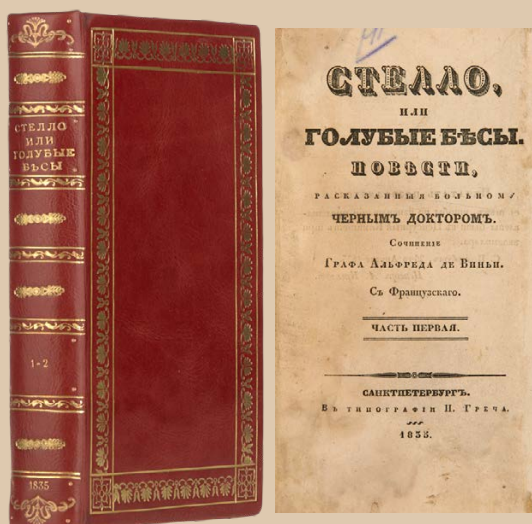 СТЕЛЛО
ИЛИ
ГОЛУБЫЕ
БѢСЫ
1-2
1835
СТЕЛЛО,
ИЛИ
ГОЛУБЫЕ БѢСЫ.
ПОВѢСТИ,
РАСКАЗАННЫЯ БОЛЬНОМУ
ЧЕРНЫМЪ ДОКТОРОМЪ.
СОЧИНЕНІЕ
ГРАФА АЛЬФРЕДА ДЕ ВИНЬИ.
Съ Французскаго.
ЧАСТЬ ПЕРВАЯ.
САНКТПЕТЕРБУРГЪ.
ВЪ ТИПОГРАФІИ Н. ГРЕЧА.
1835.